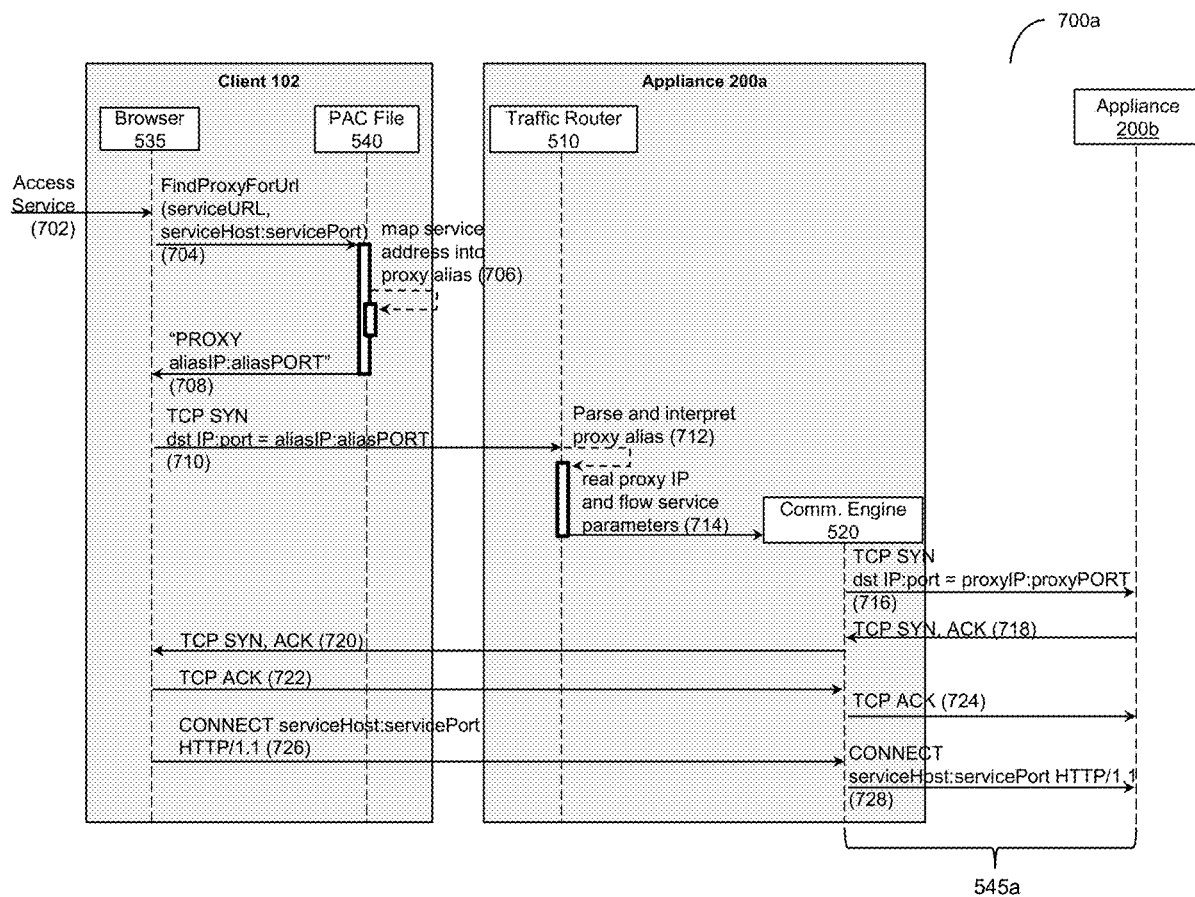 700a
Client 102
Appliance 200a
Browser
535
PAC File
540
Traffic Router
510
Appliance
200b
Access
Service
(702)
FindProxyForUrl
(serviceURL,
serviceHost:servicePort)
(704)
map service
address into
proxy alias (706)
“PROXY
aliasIP:aliasPORT”
(708)
TCP SYN
dst IP:port = aliasIP:aliasPORT
(710)
Parse and interpret
proxy alias (712)
real proxy IP
and flow service
parameters (714)
Comm. Engine
520
TCP SYN
dst IP:port = proxyIP:proxyPORT
(716)
TCP SYN, ACK (718)
TCP SYN, ACK (720)
TCP ACK (722)
TCP ACK (724)
CONNECT serviceHost:servicePort
HTTP/1.1 (726)
CONNECT
serviceHost:servicePort HTTP/1.1
(728)
545a